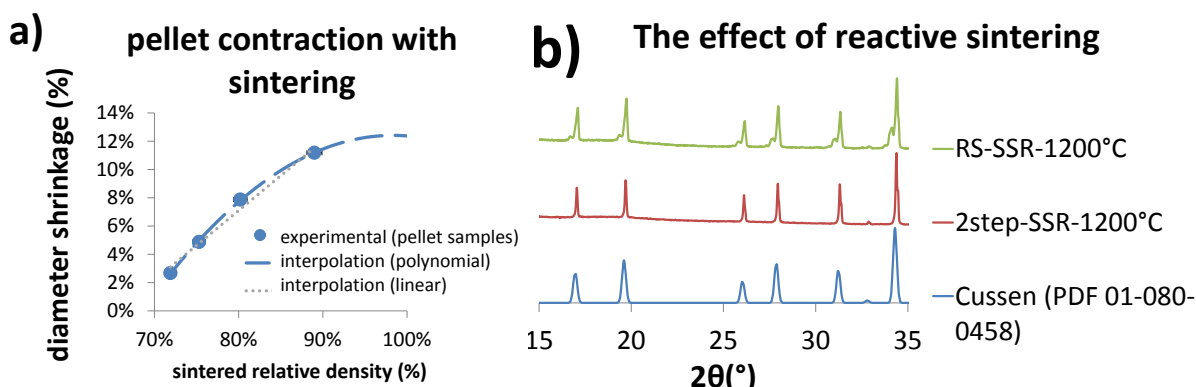 a)
pellet contraction with
sintering
diameter shrinkage (%)
14%
12%
10%
8%
6%
4%
2%
0%
70%
80%
90%
100%
sintered relative density (%)
experimental (pellet samples)
interpolation (polynomial)
interpolation (linear)
b)
The effect of reactive sintering
RS-SSR-1200°C
2step-SSR-1200°C
Cussen (PDF 01-080-
0458)
15
20
25
30
35
2θ(°)